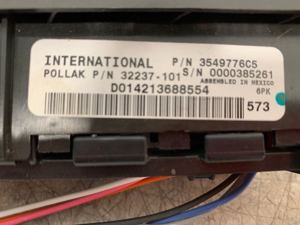 INTERNATIONAL P/N 3549776C5
POLLAK P/N 32237-101 S/N 0000385261
ASSEMBLED IN MEXICO
D014213688554 6PK
573